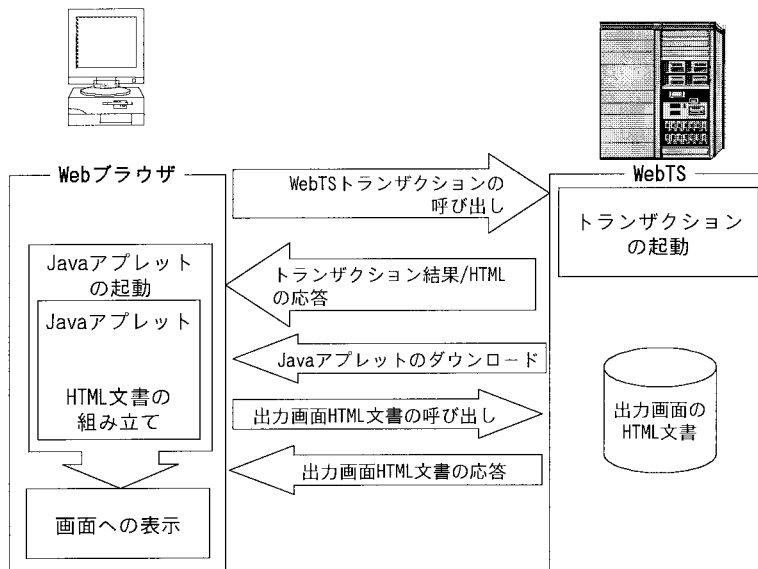 Webブラウザ
WebTS
WebTSトランザクションの
呼び出し
トランザクション
の起動
Javaアプレット
の起動
トランザクション結果/HTML
の応答
Javaアプレット
Javaアプレットのダウンロード
HTML文書の
組み立て
出力画面HTML文書の呼び出し
出力画面の
HTML文書
出力画面HTML文書の応答
画面への表示